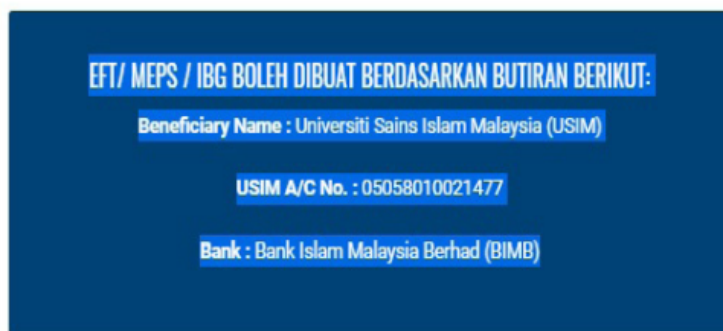 EFT/ MEPS / IBG BOLEH DIBUAT BERDASARKAN BUTIRAN BERIKUT:
Beneficiary Name : Universiti Sains Islam Malaysia (USIM)
USIM A/C No. : 05058010021477
Bank : Bank Islam Malaysia Berhad (BIMB)